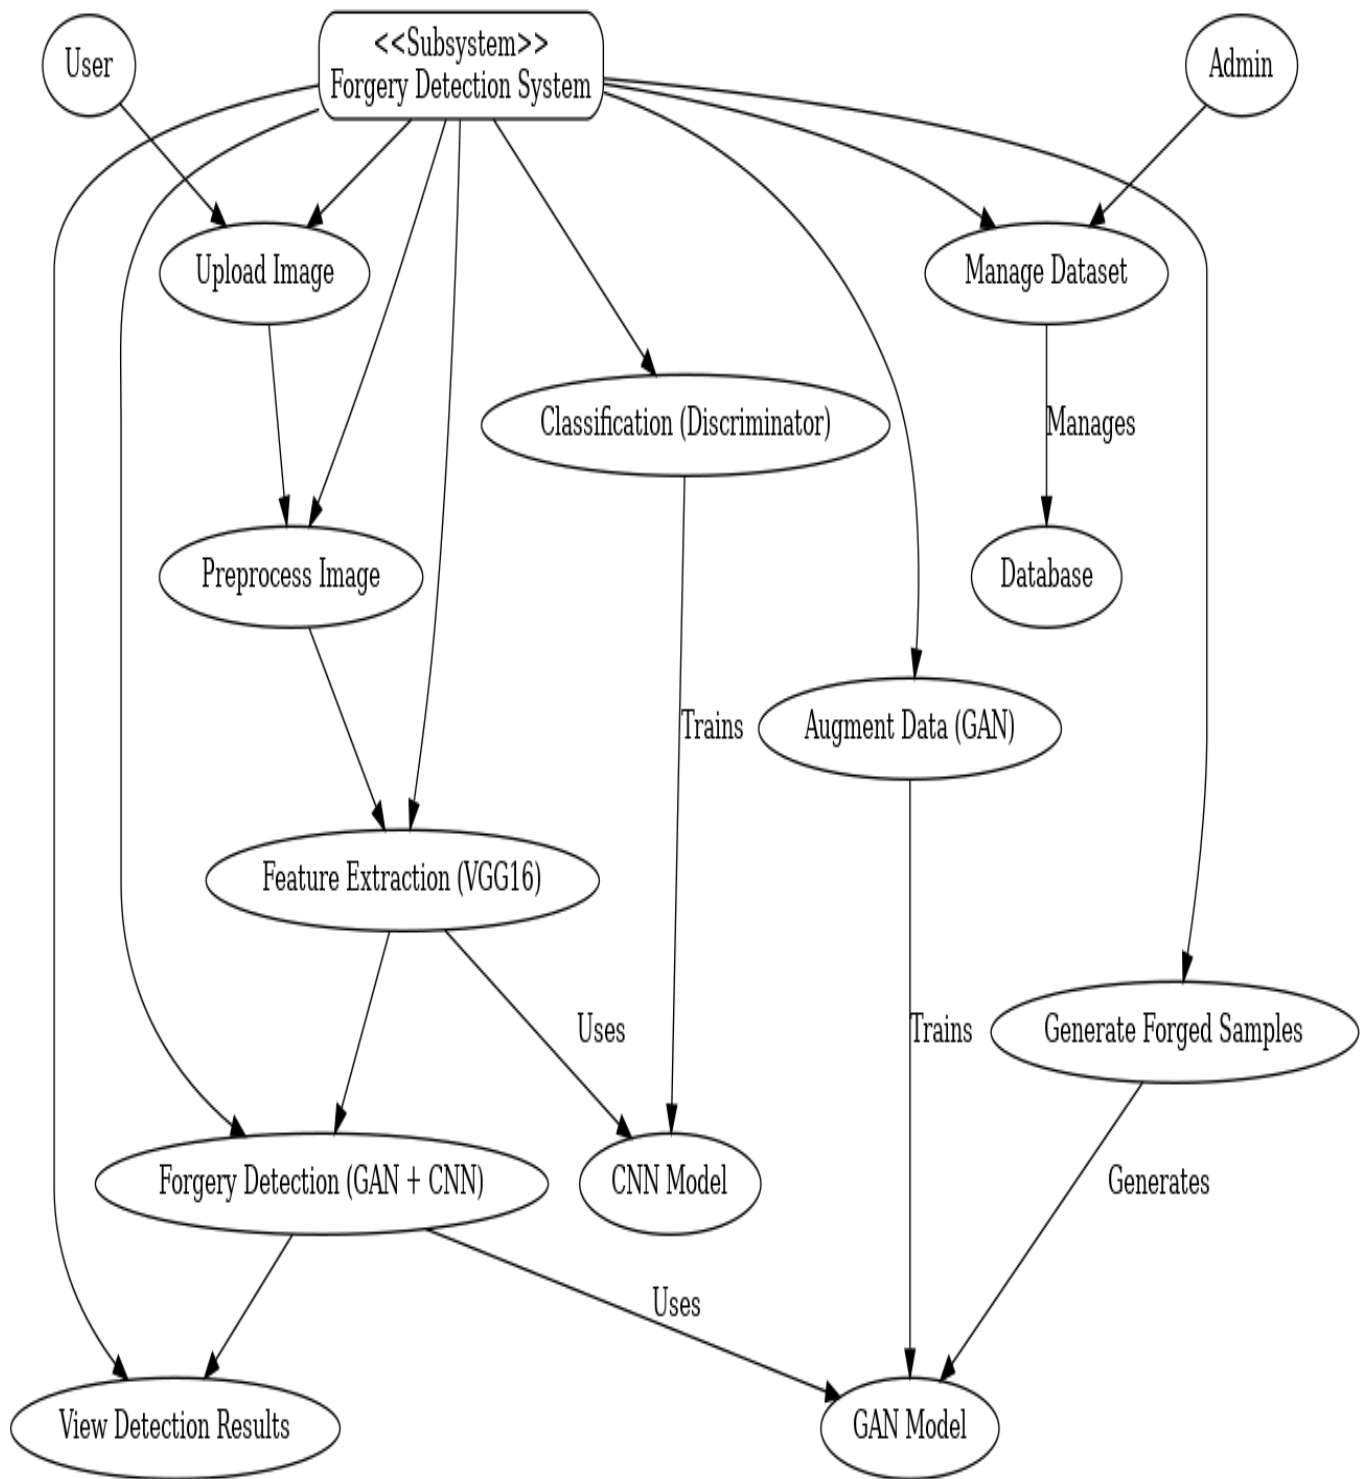 User
<<Subsystem>>
Forgery Detection System
Admin
Upload Image
Manage Dataset
Classification (Discriminator)
Manages
Preprocess Image
Database
Trains
Augment Data (GAN)
Feature Extraction (VGG16)
Uses
Trains
Generate Forged Samples
Forgery Detection (GAN + CNN)
CNN Model
Generates
Uses
View Detection Results
GAN Model